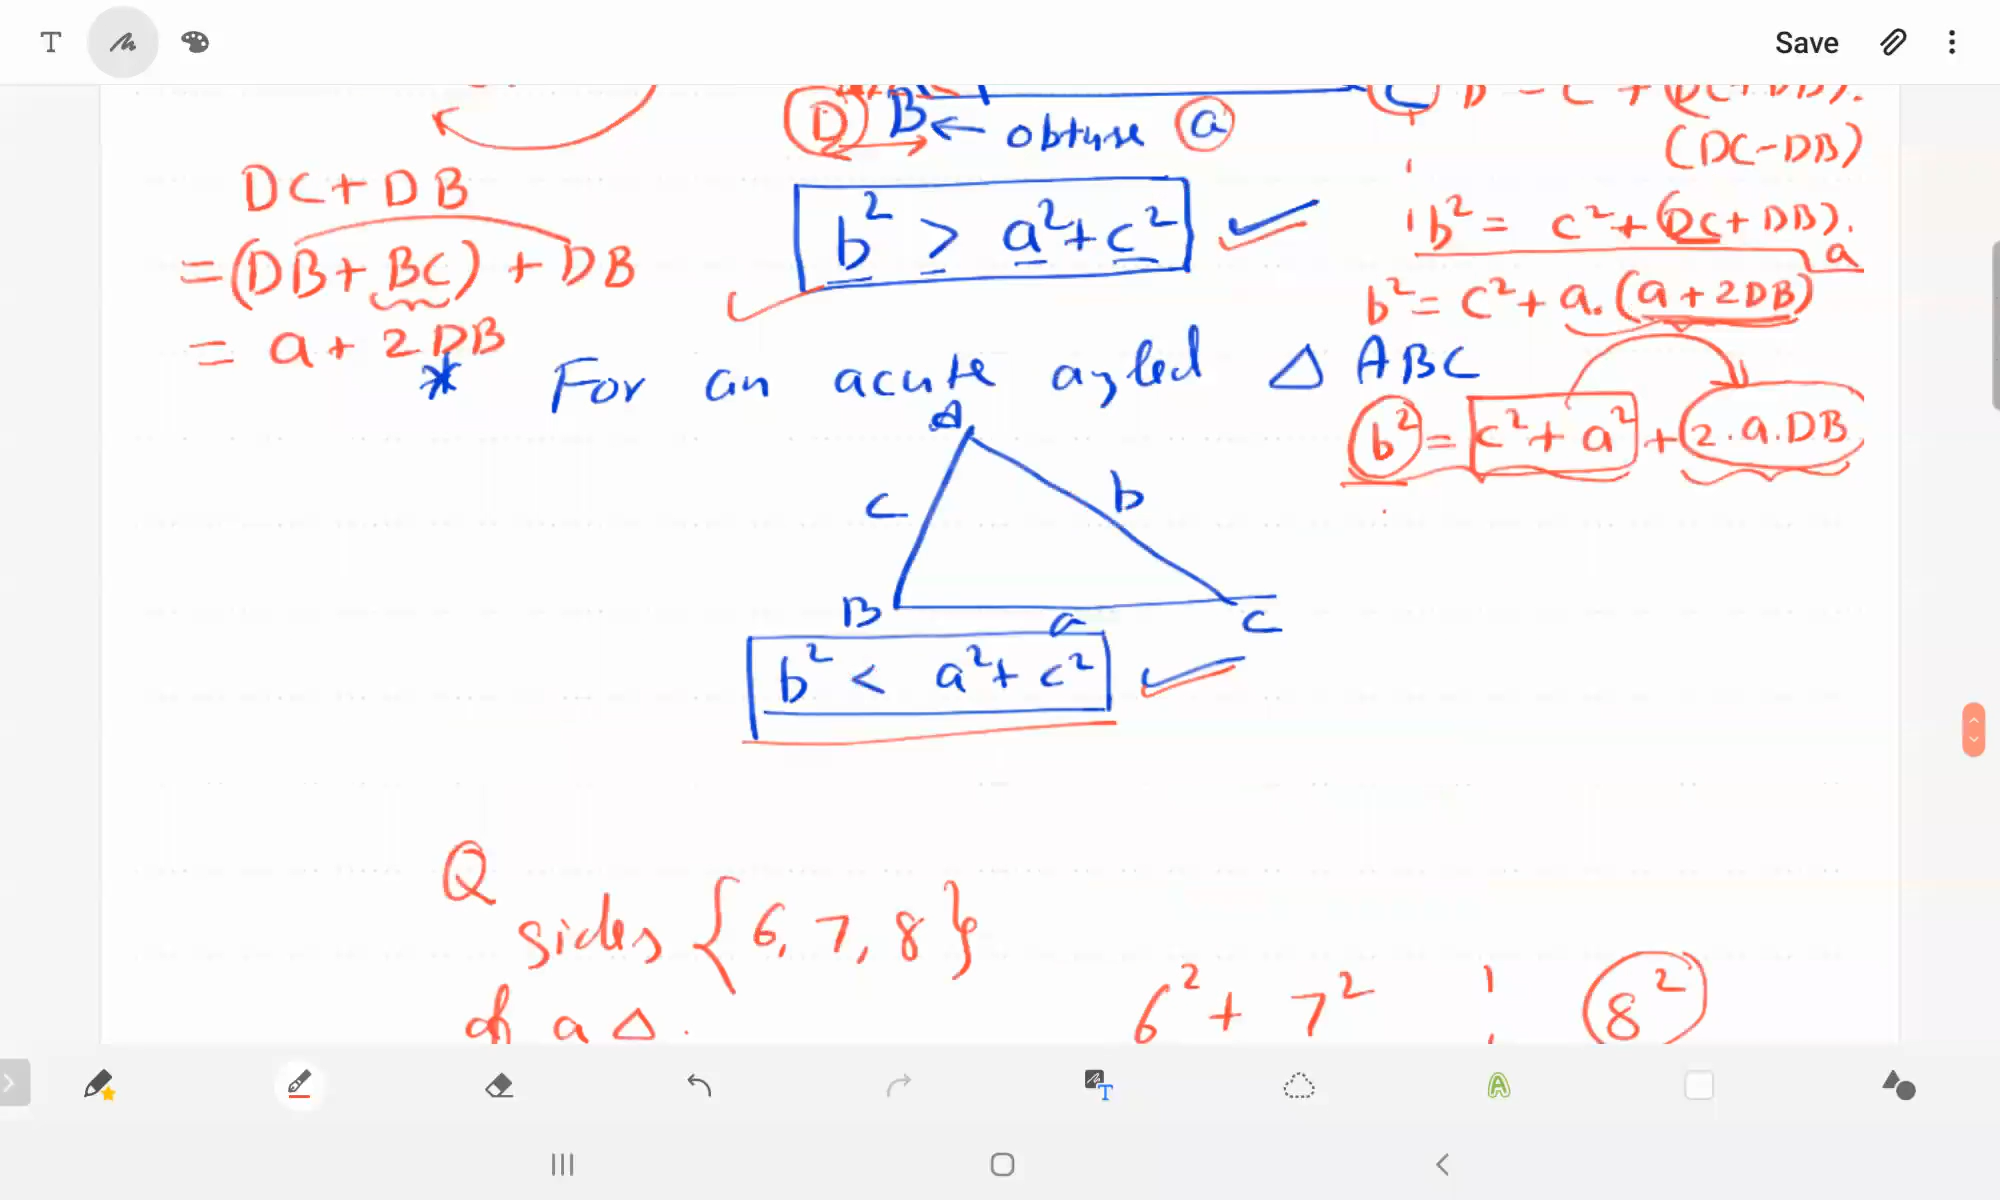 T Save
D B ← obtuse a
(DC-DB)
DC+DB
b² > a²+c²
b² = c² + (DC+DB).
a
=(DB+BC)+DB
b² = c² + a.(a+2DB)
= a+2DB
* For an acute agled △ ABC
b² = c² + a² + 2.a.DB
A
c b
B a C
b² < a²+c²
Q
sides {6, 7, 8}
of a △.
6² + 7² 8²